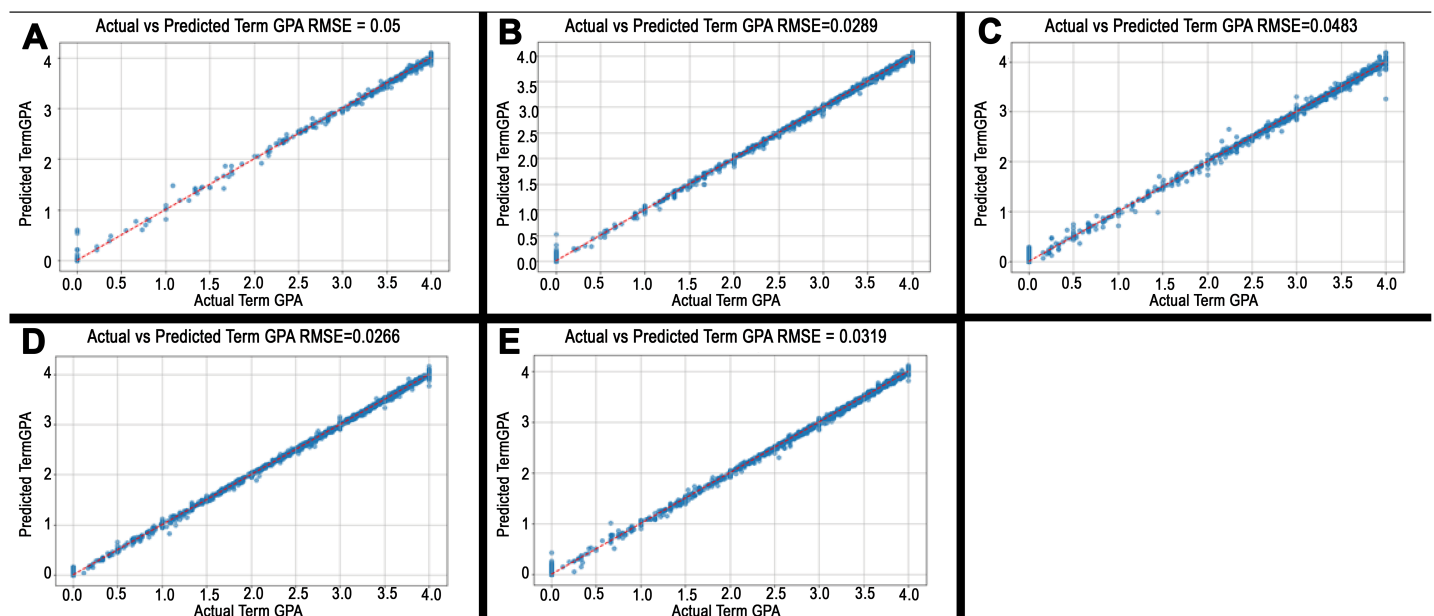 A
Actual vs Predicted Term GPA RMSE = 0.05
Predicted TermGPA
4
3
2
1
0
0.0 0.5 1.0 1.5 2.0 2.5 3.0 3.5 4.0
Actual Term GPA
B
Actual vs Predicted Term GPA RMSE=0.0289
Predicted TermGPA
4.0
3.5
3.0
2.5
2.0
1.5
1.0
0.5
0.0
0.0 0.5 1.0 1.5 2.0 2.5 3.0 3.5 4.0
Actual Term GPA
C
Actual vs Predicted Term GPA RMSE=0.0483
Predicted TermGPA
4
3
2
1
0
0.0 0.5 1.0 1.5 2.0 2.5 3.0 3.5 4.0
Actual Term GPA
D
Actual vs Predicted Term GPA RMSE=0.0266
Predicted TermGPA
4
3
2
1
0
0.0 0.5 1.0 1.5 2.0 2.5 3.0 3.5 4.0
Actual Term GPA
E
Actual vs Predicted Term GPA RMSE = 0.0319
Predicted TermGPA
4
3
2
1
0
0.0 0.5 1.0 1.5 2.0 2.5 3.0 3.5 4.0
Actual Term GPA